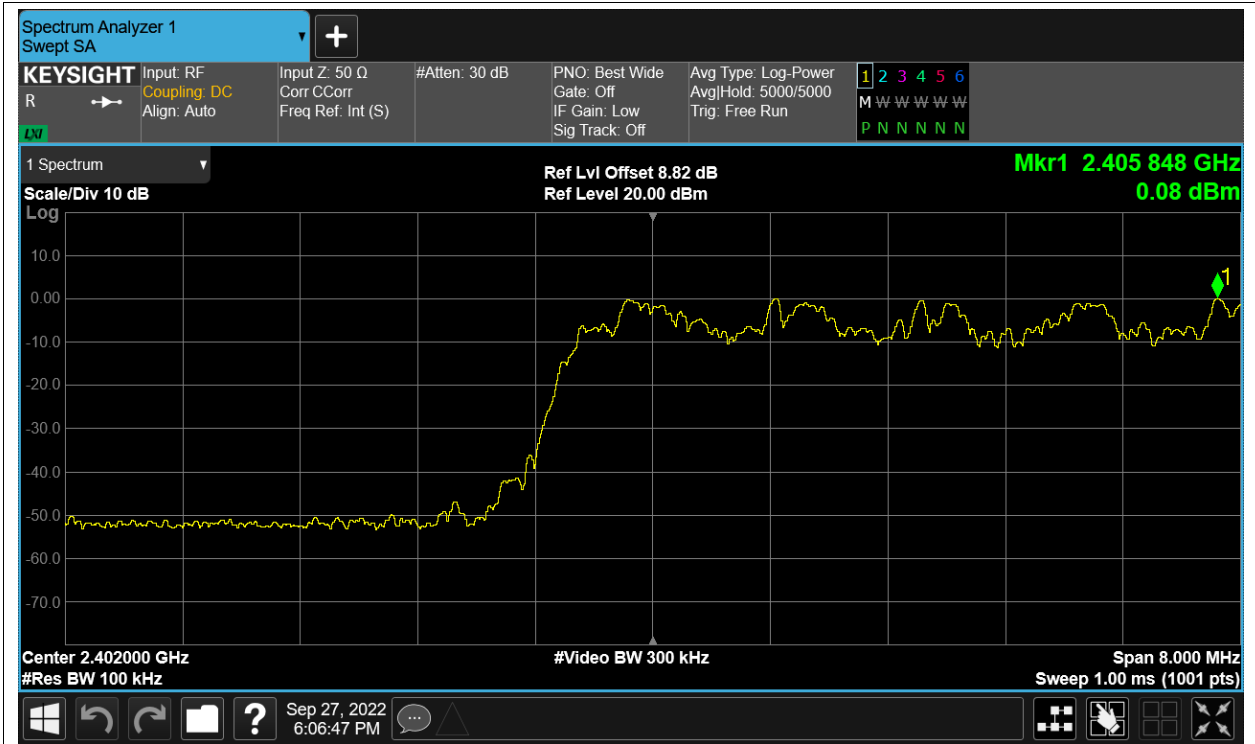 Spectrum Analyzer 1
Swept SA
KEYSIGHT
R
LXI
Input: RF
Coupling: DC
Align: Auto
Input Z: 50 Ω
Corr CCorr
Freq Ref: Int (S)
#Atten: 30 dB
PNO: Best Wide
Gate: Off
IF Gain: Low
Sig Track: Off
Avg Type: Log-Power
Avg|Hold: 5000/5000
Trig: Free Run
1 2 3 4 5 6
M W W W W W
P N N N N N
1 Spectrum
Scale/Div 10 dB
Log
Ref Lvl Offset 8.82 dB
Ref Level 20.00 dBm
Mkr1 2.405 848 GHz
0.08 dBm
10.0
0.00
-10.0
-20.0
-30.0
-40.0
-50.0
-60.0
-70.0
1
Center 2.402000 GHz
#Res BW 100 kHz
#Video BW 300 kHz
Span 8.000 MHz
Sweep 1.00 ms (1001 pts)
?
Sep 27, 2022
6:06:47 PM